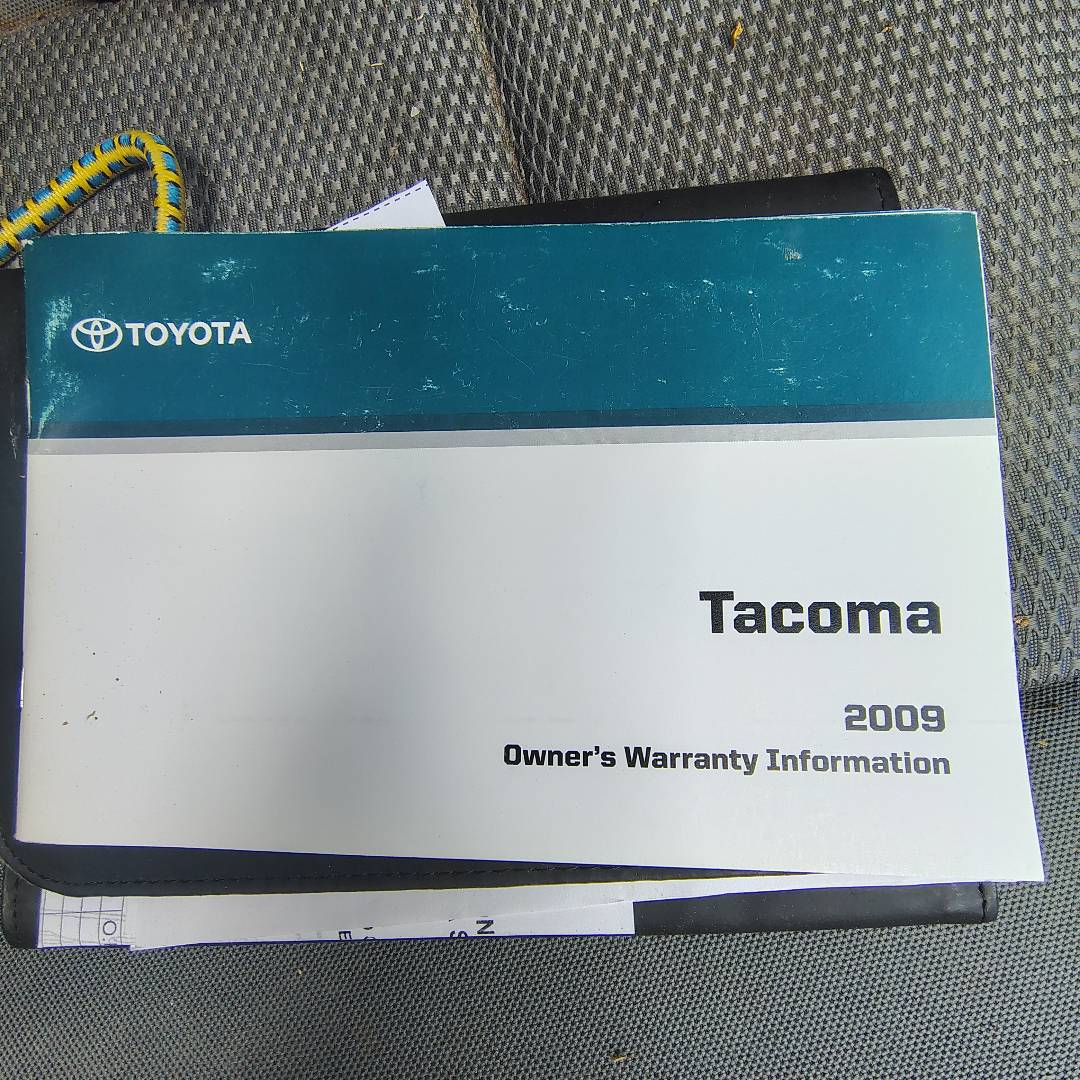 TOYOTA
Tacoma
2009
Owner's Warranty Information